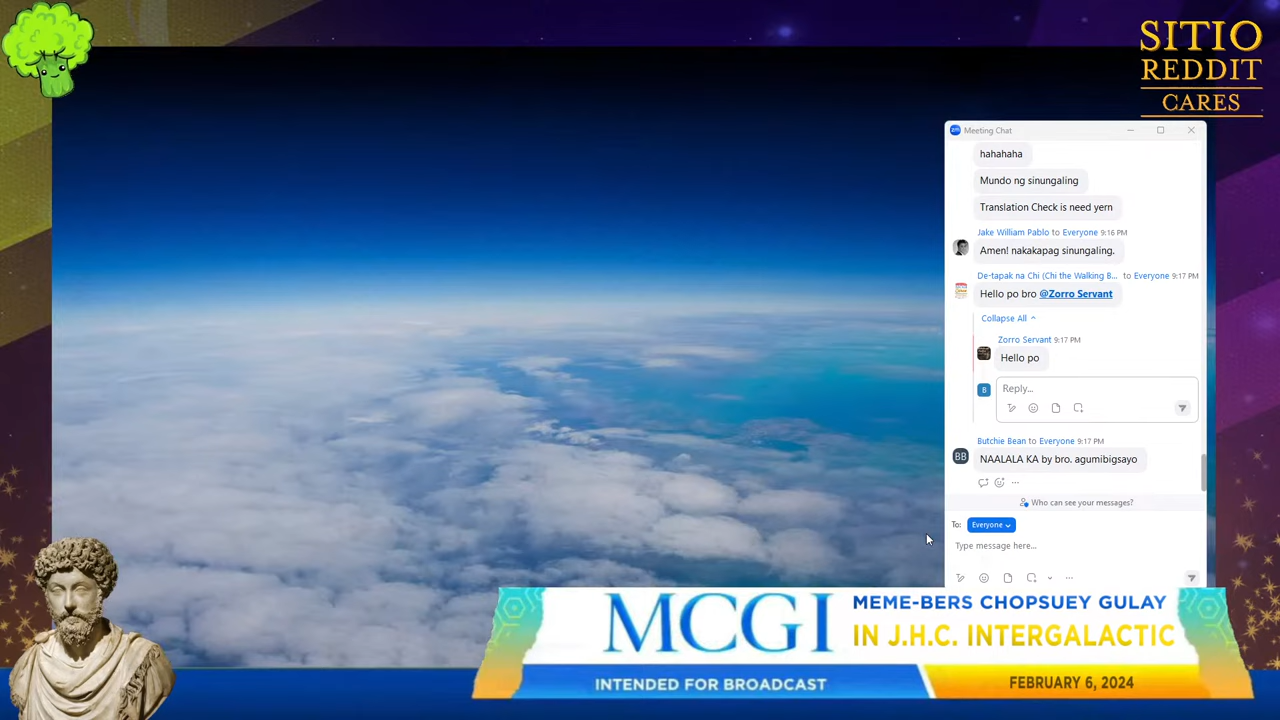 SITIO
REDDIT
CARES
Meeting Chat
hahahaha
Mundo ng sinungaling
Translation Check is need yern
Jake William Pablo to Everyone 9:16 PM
Amen! nakakapag sinungaling.
De-tapak na Chi (Chi the Walking B... to Everyone 9:17 PM
Hello po bro @Zorro Servant
Collapse All
Zorro Servant 9:17 PM
Hello po
B
Reply...
Butchie Bean to Everyone 9:17 PM
BB
NAALALA KA by bro. agumibigsayo
Who can see your messages?
To: Everyone
Type message here...
MCGI
MEME-BERS CHOPSUEY GULAY
IN J.H.C. INTERGALACTIC
INTENDED FOR BROADCAST
FEBRUARY 6, 2024